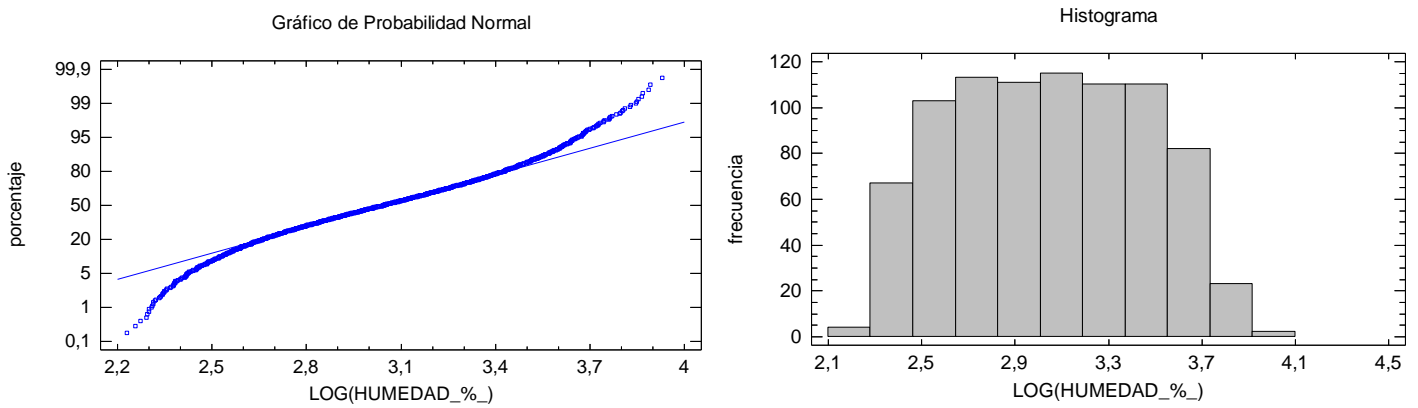 Gráfico de Probabilidad Normal
porcentaje
99,9
99
95
80
50
20
5
1
0,1
2,2 2,5 2,8 3,1 3,4 3,7 4
LOG(HUMEDAD_%_)
Histograma
frecuencia
120
100
80
60
40
20
0
2,1 2,5 2,9 3,3 3,7 4,1 4,5
LOG(HUMEDAD_%_)